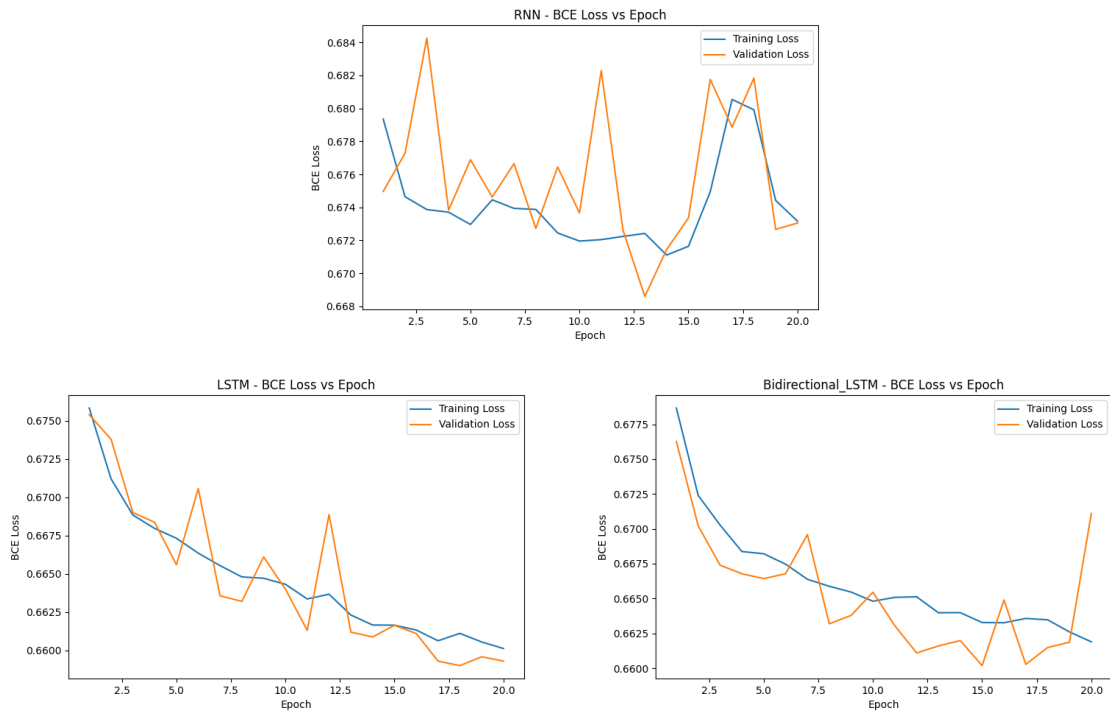 RNN - BCE Loss vs Epoch
Training Loss
Validation Loss
0.684
0.682
0.680
0.678
0.676
0.674
0.672
0.670
0.668
BCE Loss
2.5 5.0 7.5 10.0 12.5 15.0 17.5 20.0
Epoch
LSTM - BCE Loss vs Epoch
Training Loss
Validation Loss
0.6750
0.6725
0.6700
0.6675
0.6650
0.6625
0.6600
BCE Loss
2.5 5.0 7.5 10.0 12.5 15.0 17.5 20.0
Epoch
Bidirectional_LSTM - BCE Loss vs Epoch
Training Loss
Validation Loss
0.6775
0.6750
0.6725
0.6700
0.6675
0.6650
0.6625
0.6600
BCE Loss
2.5 5.0 7.5 10.0 12.5 15.0 17.5 20.0
Epoch